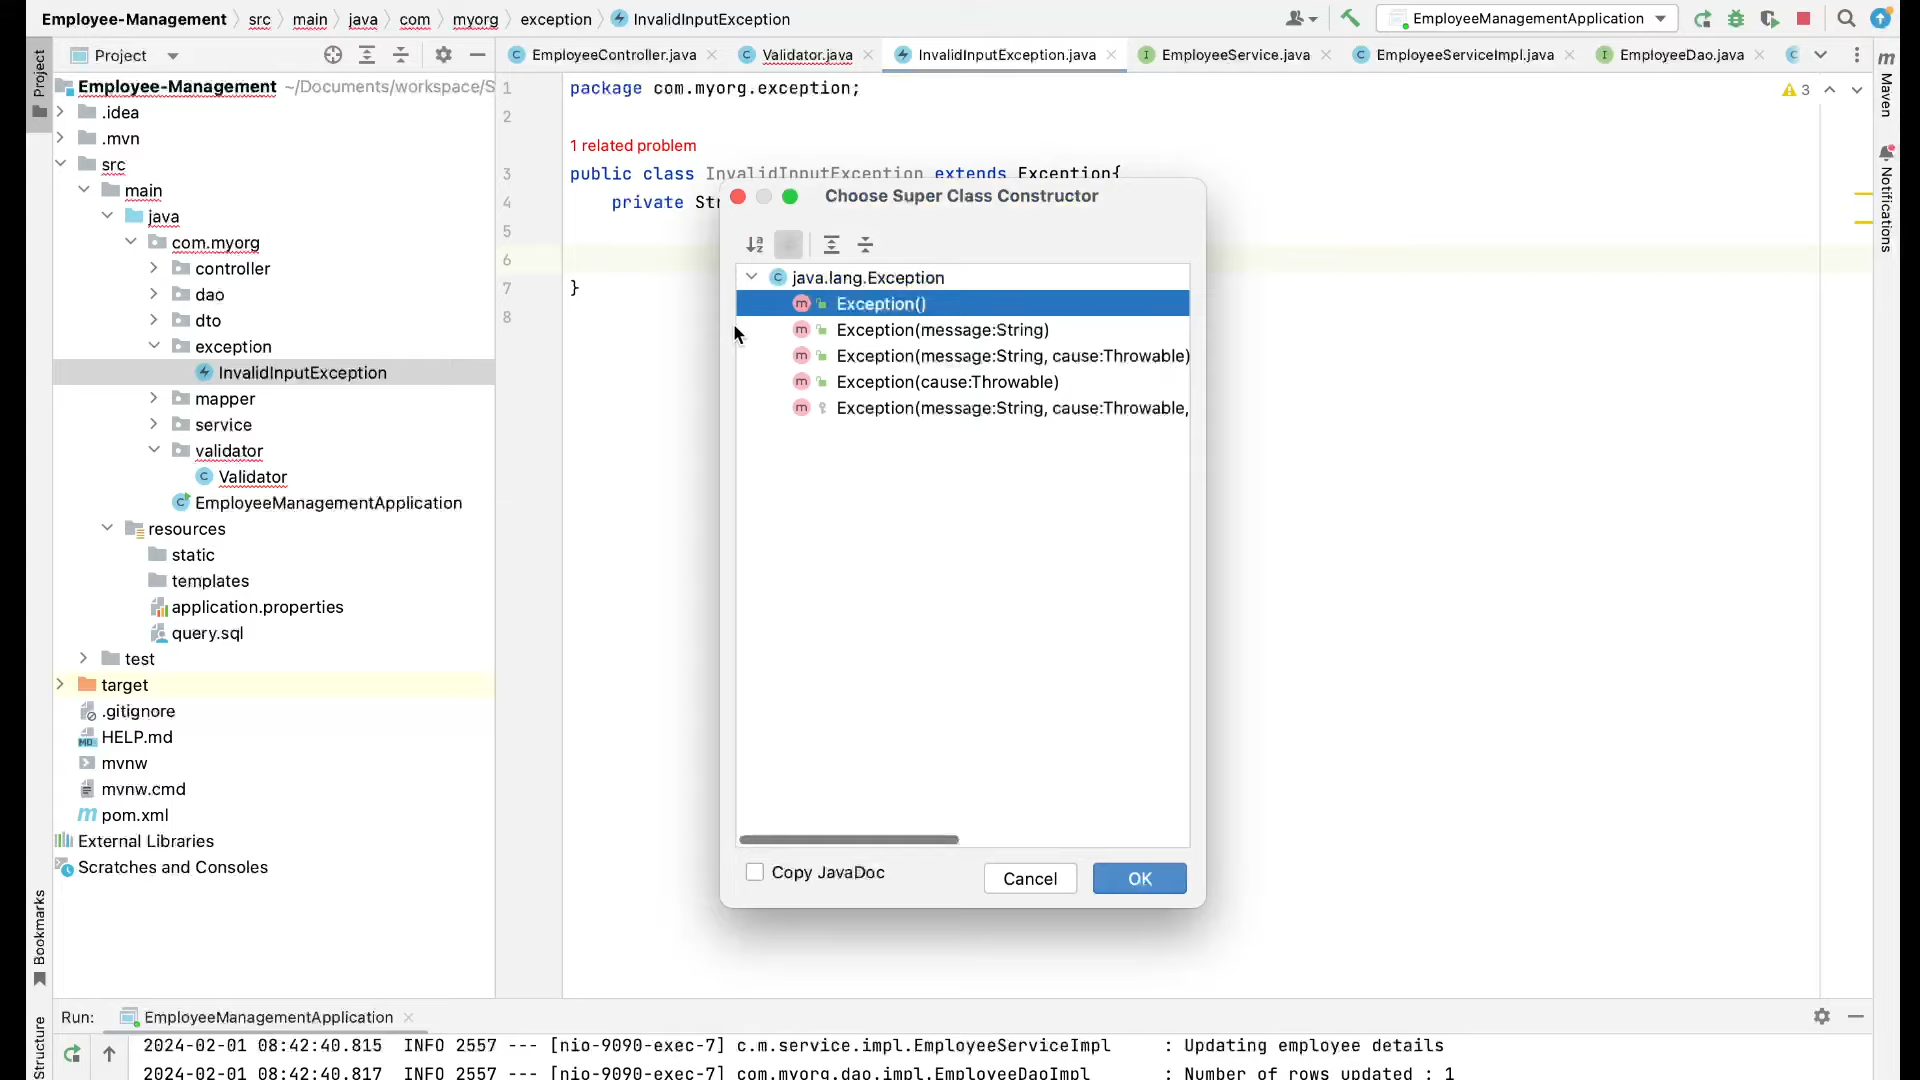 Employee-Management src main java com myorg exception InvalidInputException EmployeeManagementApplication
Project
EmployeeController.java Validator.java InvalidInputException.java EmployeeService.java EmployeeServiceImpl.java EmployeeDao.java
Project
Employee-Management ~/Documents/workspace/S
.idea
.mvn
src
main
java
com.myorg
controller
dao
dto
exception
InvalidInputException
mapper
service
validator
Validator
EmployeeManagementApplication
resources
static
templates
application.properties
query.sql
test
target
.gitignore
HELP.md
mvnw
mvnw.cmd
pom.xml
External Libraries
Scratches and Consoles
1 package com.myorg.exception;
2
1 related problem
3 public class InvalidInputException extends Exception{
4 private Str
5
6
7 }
8
3
Choose Super Class Constructor
java.lang.Exception
Exception()
Exception(message:String)
Exception(message:String, cause:Throwable)
Exception(cause:Throwable)
Exception(message:String, cause:Throwable,
Copy JavaDoc
Cancel
OK
Maven
Notifications
Bookmarks
Structure
Run: EmployeeManagementApplication
2024-02-01 08:42:40.815 INFO 2557 --- [nio-9090-exec-7] c.m.service.impl.EmployeeServiceImpl : Updating employee details
2024-02-01 08:42:40.817 INFO 2557 --- [nio-9090-exec-7] com.myorg.dao.impl.EmployeeDaoImpl : Number of rows updated : 1